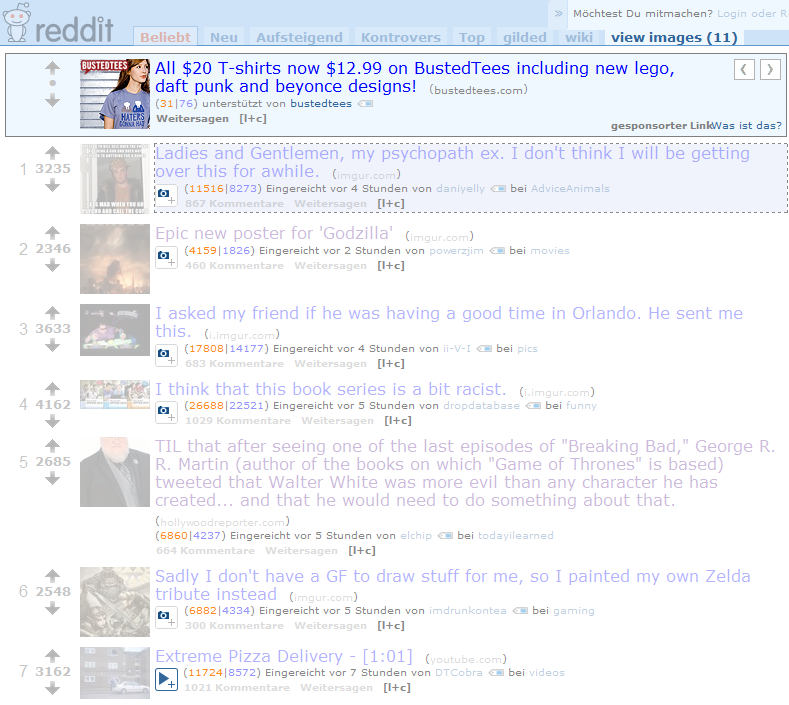 reddit
Beliebt Neu Aufsteigend Kontrovers Top gilded wiki view images (11)
» Möchtest Du mitmachen? Login oder R
BUSTEDTEES
HATERS
GONNA HATE
All $20 T-shirts now $12.99 on BustedTees including new lego,
daft punk and beyonce designs! (bustedtees.com)
(31|76) unterstützt von bustedtees
Weitersagen [l+c]
gesponsorter Link Was ist das?
1 3235
Ladies and Gentlemen, my psychopath ex. I don't think I will be getting
over this for awhile. (imgur.com)
(11516|8273) Eingereicht vor 4 Stunden von daniyelly bei AdviceAnimals
867 Kommentare Weitersagen [l+c]
2 2346
Epic new poster for 'Godzilla' (imgur.com)
(4159|1826) Eingereicht vor 2 Stunden von powerzjim bei movies
460 Kommentare Weitersagen [l+c]
3 3633
I asked my friend if he was having a good time in Orlando. He sent me
this. (i.imgur.com)
(17808|14177) Eingereicht vor 4 Stunden von ii-V-I bei pics
683 Kommentare Weitersagen [l+c]
4 4162
I think that this book series is a bit racist. (i.imgur.com)
(26688|22521) Eingereicht vor 5 Stunden von dropdatabase bei funny
1029 Kommentare Weitersagen [l+c]
5 2685
TIL that after seeing one of the last episodes of "Breaking Bad," George R.
R. Martin (author of the books on which "Game of Thrones" is based)
tweeted that Walter White was more evil than any character he has
created... and that he would need to do something about that.
(hollywoodreporter.com)
(6860|4237) Eingereicht vor 5 Stunden von elchip bei todayilearned
664 Kommentare Weitersagen [l+c]
6 2548
Sadly I don't have a GF to draw stuff for me, so I painted my own Zelda
tribute instead (imgur.com)
(6882|4334) Eingereicht vor 5 Stunden von imdrunkontea bei gaming
300 Kommentare Weitersagen [l+c]
7 3162
Extreme Pizza Delivery - [1:01] (youtube.com)
(11724|8572) Eingereicht vor 7 Stunden von DTCobra bei videos
1021 Kommentare Weitersagen [l+c]